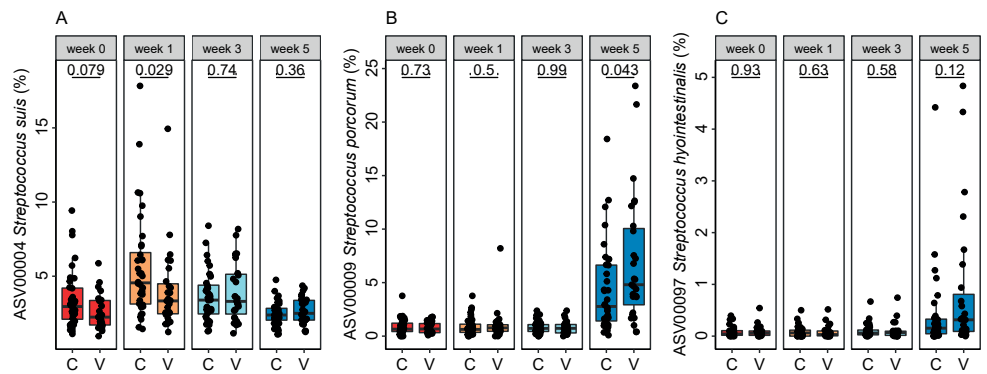 A
B
C
week 0
week 1
week 3
week 5
week 0
week 1
week 3
week 5
week 0
week 1
week 3
week 5
0.079
0.029
0.74
0.36
0.73
.0.5.
0.99
0.043
0.93
0.63
0.58
0.12
ASV00004 Streptococcus suis (%)
15
10
5
ASV00009 Streptococcus porcorum (%)
25
20
15
10
5
0
ASV00097 Streptococcus hyointestinalis (%)
5
4
3
2
1
0
C V C V C V C V
C V C V C V C V
C V C V C V C V